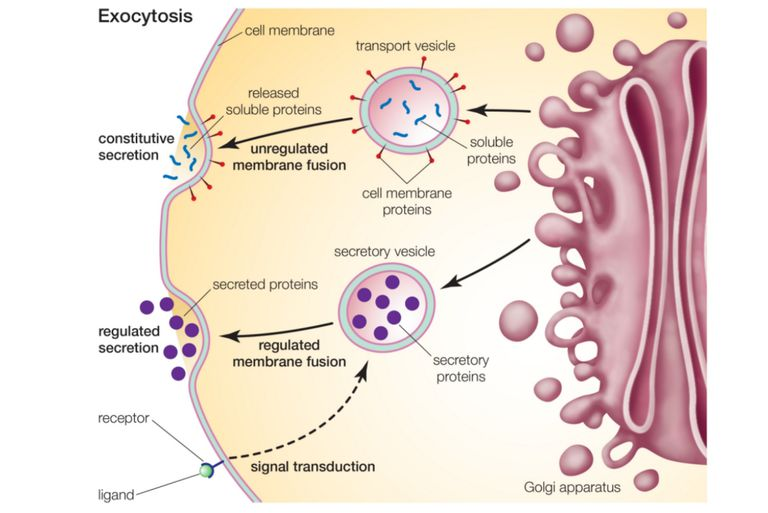 Exocytosis
cell membrane
transport vesicle
released
soluble proteins
constitutive
secretion
unregulated
membrane fusion
soluble
proteins
cell membrane
proteins
secretory vesicle
secreted proteins
regulated
secretion
regulated
membrane fusion
secretory
proteins
receptor
signal transduction
ligand
Golgi apparatus